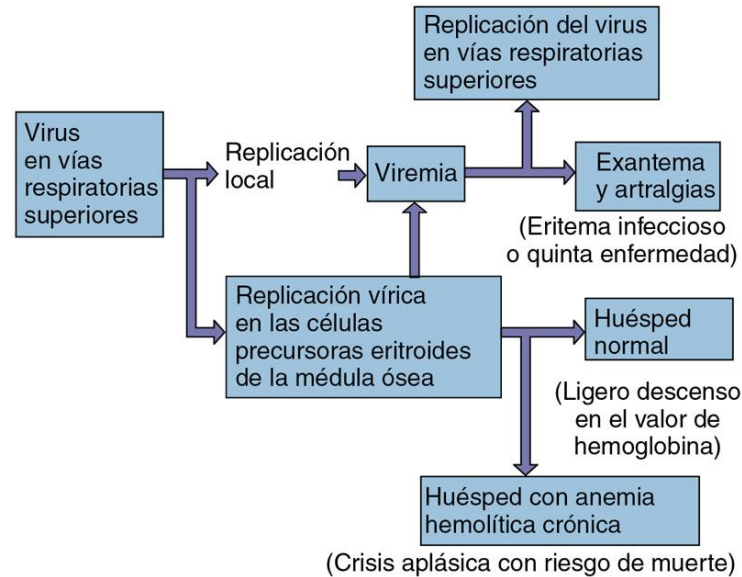 Replicación del virus
en vías respiratorias
superiores
Virus
en vías
respiratorias
superiores
Replicación
local
Viremia
Exantema
y artralgias
(Eritema infeccioso
o quinta enfermedad)
Replicación vírica
en las células
precursoras eritroides
de la médula ósea
Huésped
normal
(Ligero descenso
en el valor de
hemoglobina)
Huésped con anemia
hemolítica crónica
(Crisis aplásica con riesgo de muerte)